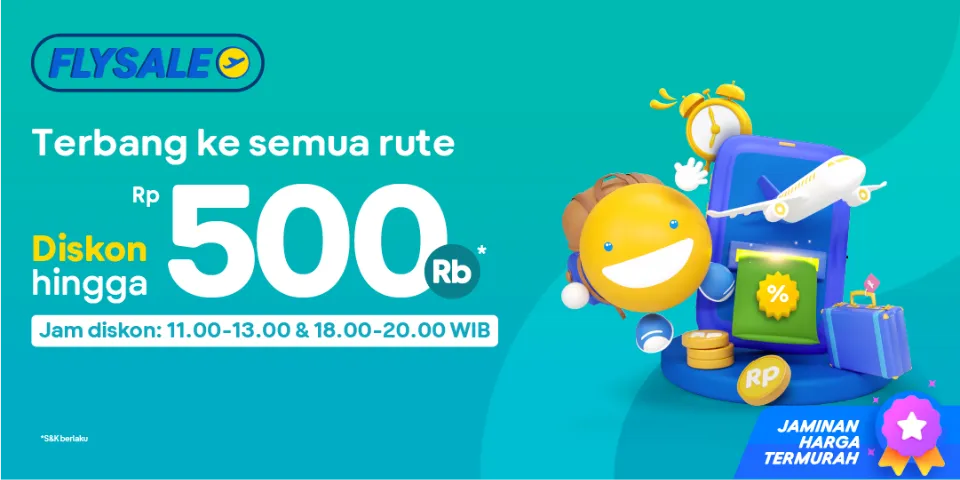 FLYSALE
Terbang ke semua rute
Diskon
hingga
Rp
500
Rb*
Jam diskon: 11.00-13.00 & 18.00-20.00 WIB
%
Rp
*S&K berlaku
JAMINAN
HARGA
TERMURAH